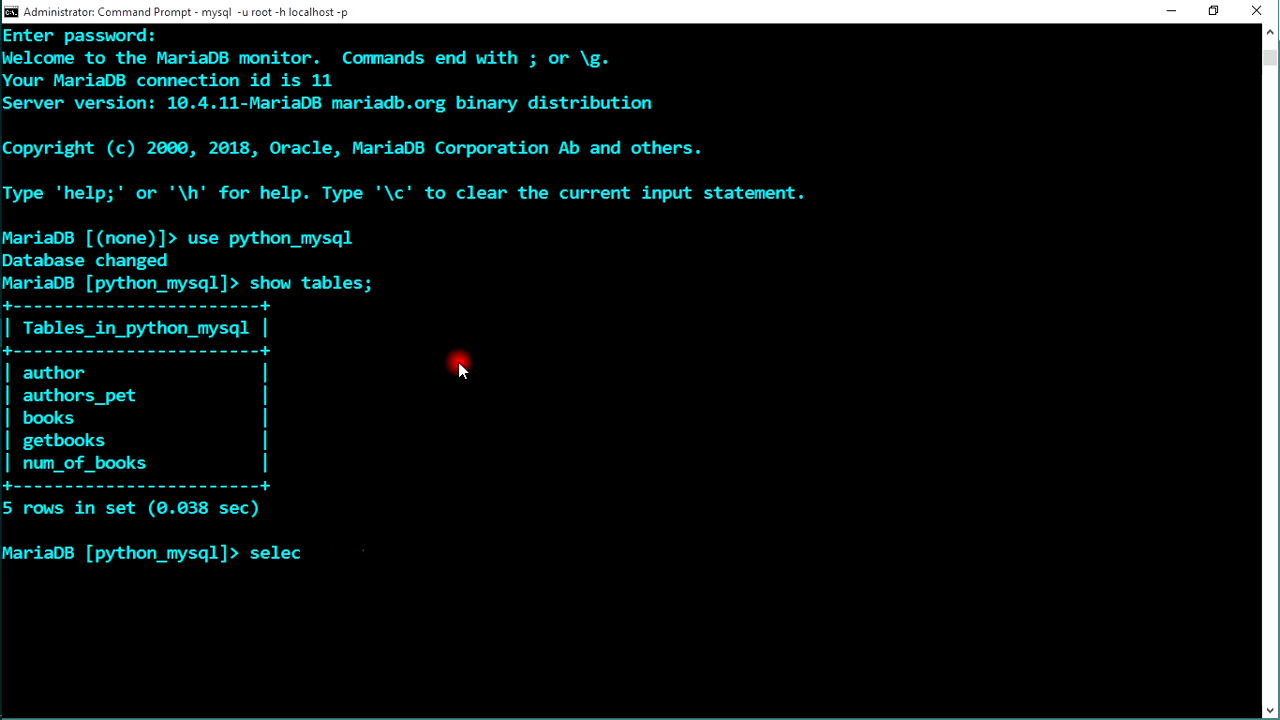 Administrator: Command Prompt - mysql -u root -h localhost -p
Enter password:
Welcome to the MariaDB monitor.  Commands end with ; or \g.
Your MariaDB connection id is 11
Server version: 10.4.11-MariaDB mariadb.org binary distribution
Copyright (c) 2000, 2018, Oracle, MariaDB Corporation Ab and others.
Type 'help;' or '\h' for help. Type '\c' to clear the current input statement.
MariaDB [(none)]> use python_mysql
Database changed
MariaDB [python_mysql]> show tables;
+------------------------+
| Tables_in_python_mysql |
+------------------------+
| author                 |
| authors_pet            |
| books                  |
| getbooks               |
| num_of_books           |
+------------------------+
5 rows in set (0.038 sec)
MariaDB [python_mysql]> selec